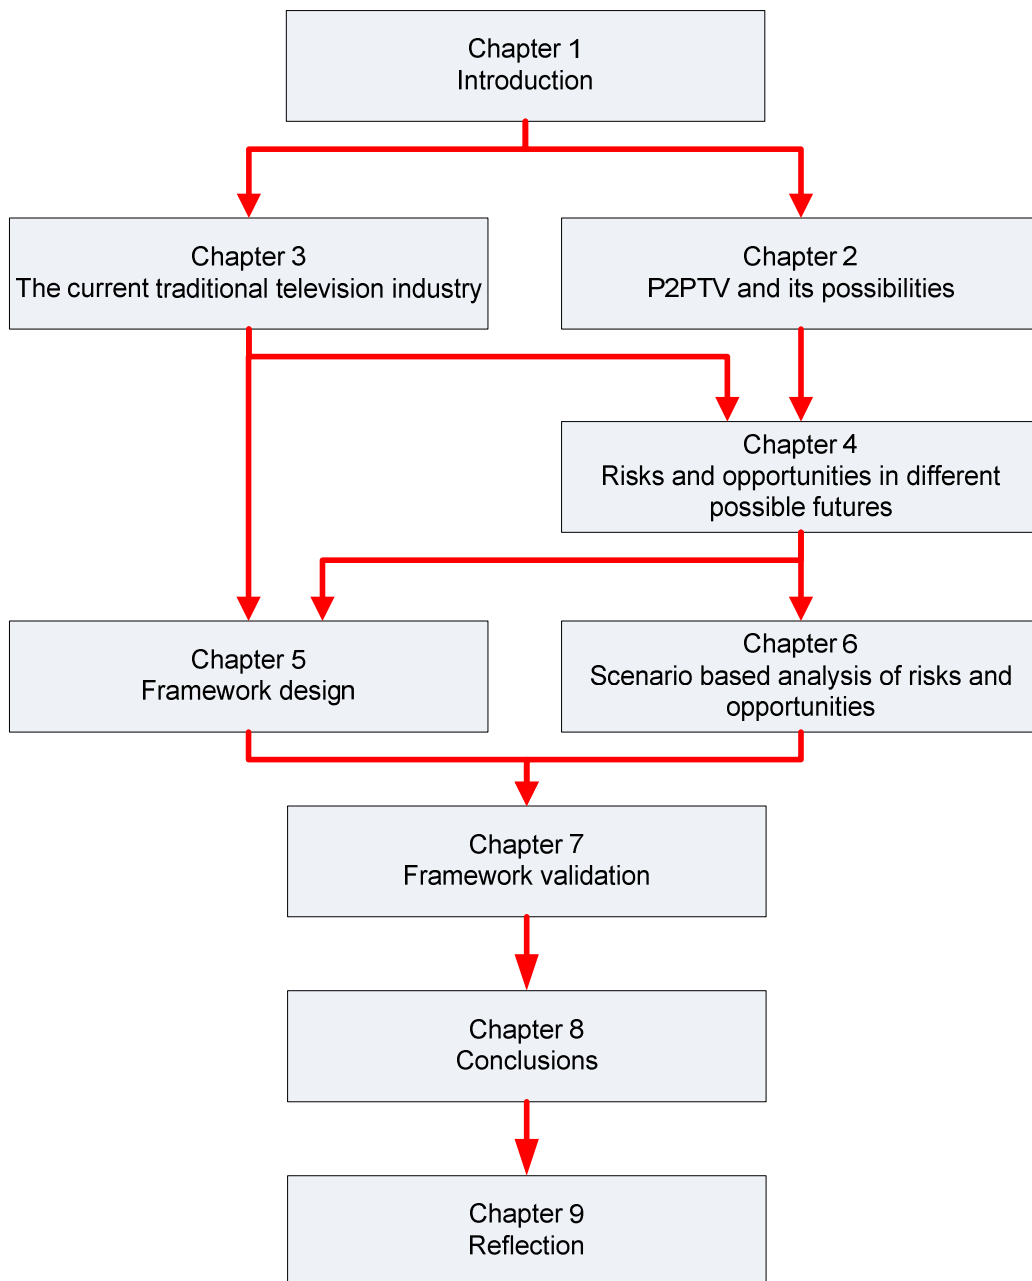 Chapter 1
Introduction
Chapter 3
The current traditional television industry
Chapter 2
P2PTV and its possibilities
Chapter 4
Risks and opportunities in different
possible futures
Chapter 5
Framework design
Chapter 6
Scenario based analysis of risks and
opportunities
Chapter 7
Framework validation
Chapter 8
Conclusions
Chapter 9
Reflection